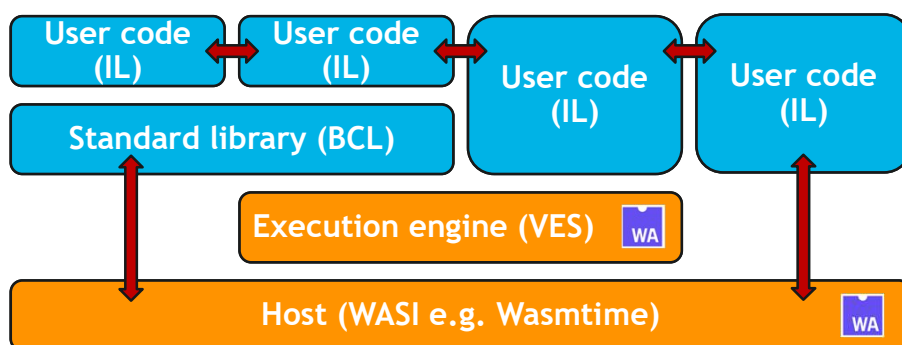 User code
(IL)
User code
(IL)
User code
(IL)
User code
(IL)
Standard library (BCL)
Execution engine (VES)
WA
Host (WASI e.g. Wasmtime)
WA